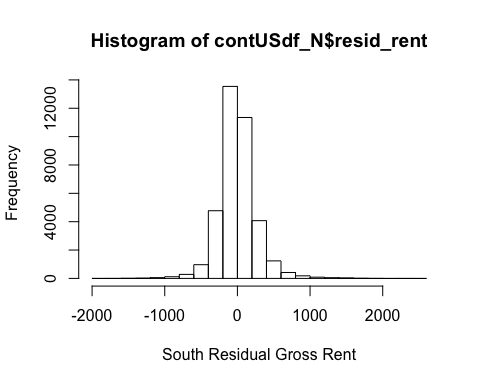 Histogram of contUSdf_N$resid_rent
Frequency
12000
8000
4000
0
-2000 -1000 0 1000 2000
South Residual Gross Rent